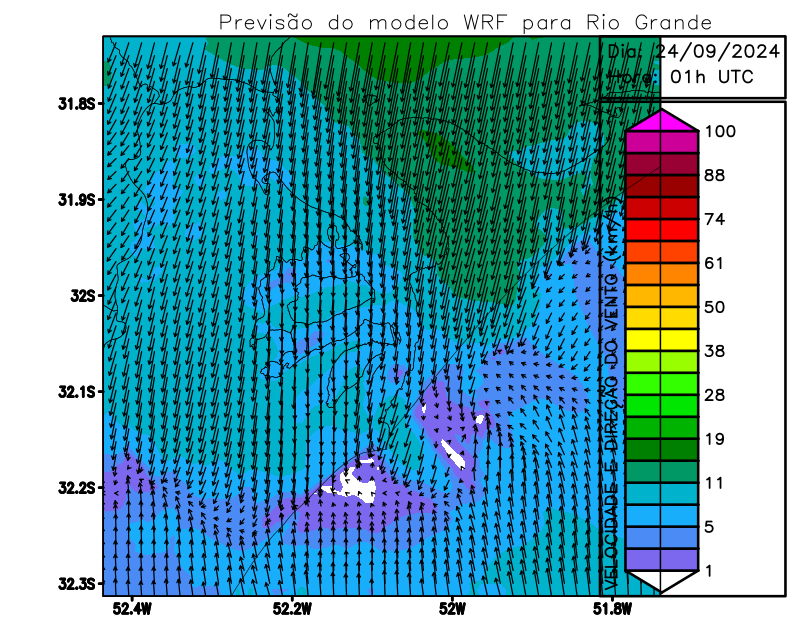 Previsão do modelo WRF para Rio Grande
Dia: 24/09/2024
Hora: 01h UTC
31.8S
31.9S
32S
32.1S
32.2S
32.3S
52.4W
52.2W
52W
51.8W
VELOCIDADE E DIREÇÃO DO VENTO (km/h)
100
88
74
61
50
38
28
19
11
5
1